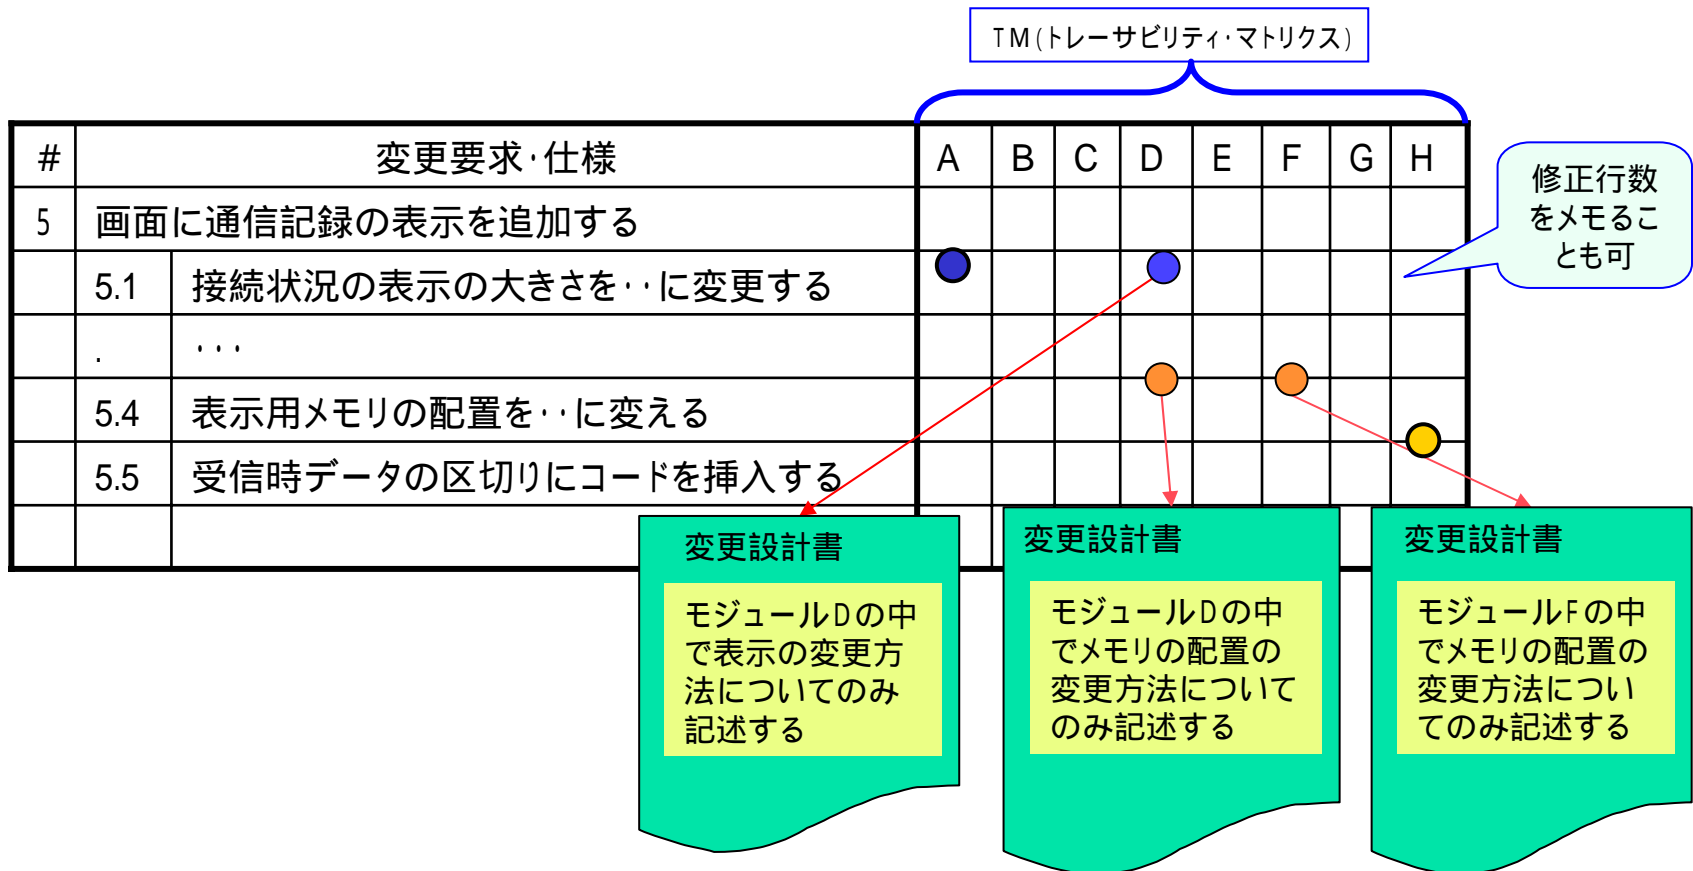 TM(トレーサビリティ・マトリクス)
# 変更要求・仕様 A B C D E F G H
5 画面に通信記録の表示を追加する
5.1 接続状況の表示の大きさを・・に変更する
. ・・・
5.4 表示用メモリの配置を・・に変える
5.5 受信時データの区切りにコードを挿入する
修正行数
をメモるこ
とも可
変更設計書
モジュールDの中
で表示の変更方
法についてのみ
記述する
変更設計書
モジュールDの中
でメモリの配置の
変更方法について
のみ記述する
変更設計書
モジュールFの中
でメモリの配置の
変更方法につい
てのみ記述する